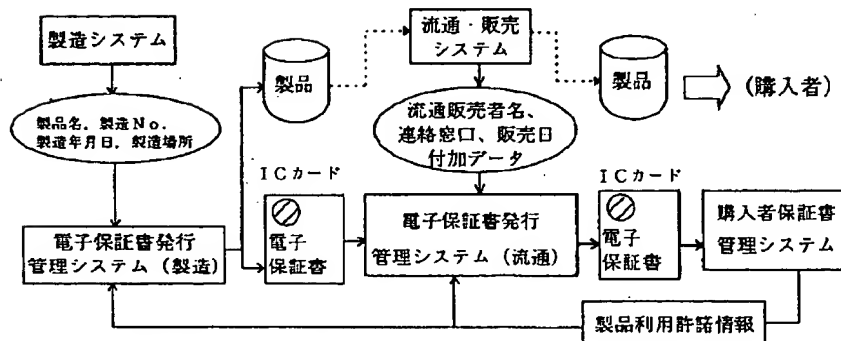 製造システム
製品名，製造No．
製造年月日，製造場所
電子保証書発行
管理システム（製造）
製品
ICカード
電子
保証書
流通・販売
システム
流通販売者名、
連絡窓口、販売日
付加データ
電子保証書発行
管理システム（流通）
製品
（購入者）
ICカード
電子
保証書
購入者保証書
管理システム
製品利用許諾情報